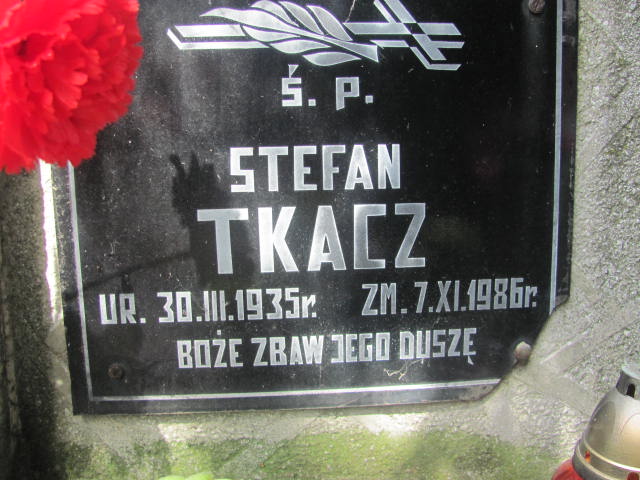 Ś. P.
STEFAN
TKACZ
UR. 30.III.1935r. ZM. 7.XI.1986r.
BOŻE ZBAW JEGO DUSZĘ